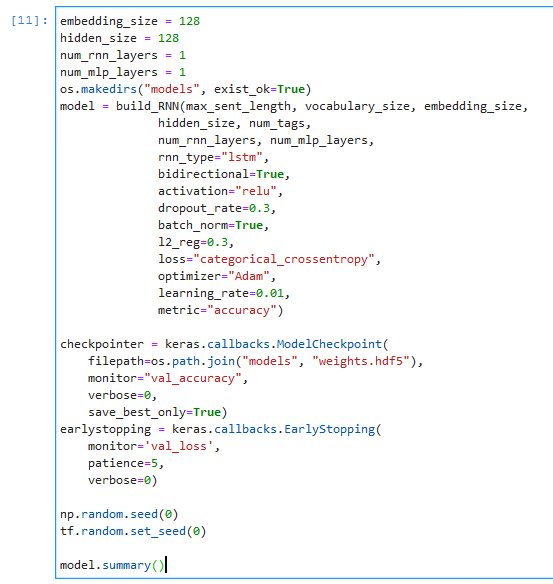 [11]: embedding_size = 128
hidden_size = 128
num_rnn_layers = 1
num_mlp_layers = 1
os.makedirs("models", exist_ok=True)
model = build_RNN(max_sent_length, vocabulary_size, embedding_size,
              hidden_size, num_tags,
              num_rnn_layers, num_mlp_layers,
              rnn_type="lstm",
              bidirectional=True,
              activation="relu",
              dropout_rate=0.3,
              batch_norm=True,
              l2_reg=0.3,
              loss="categorical_crossentropy",
              optimizer="Adam",
              learning_rate=0.01,
              metric="accuracy")

checkpointer = keras.callbacks.ModelCheckpoint(
    filepath=os.path.join("models", "weights.hdf5"),
    monitor="val_accuracy",
    verbose=0,
    save_best_only=True)
earlystopping = keras.callbacks.EarlyStopping(
    monitor='val_loss',
    patience=5,
    verbose=0)

np.random.seed(0)
tf.random.set_seed(0)

model.summary()